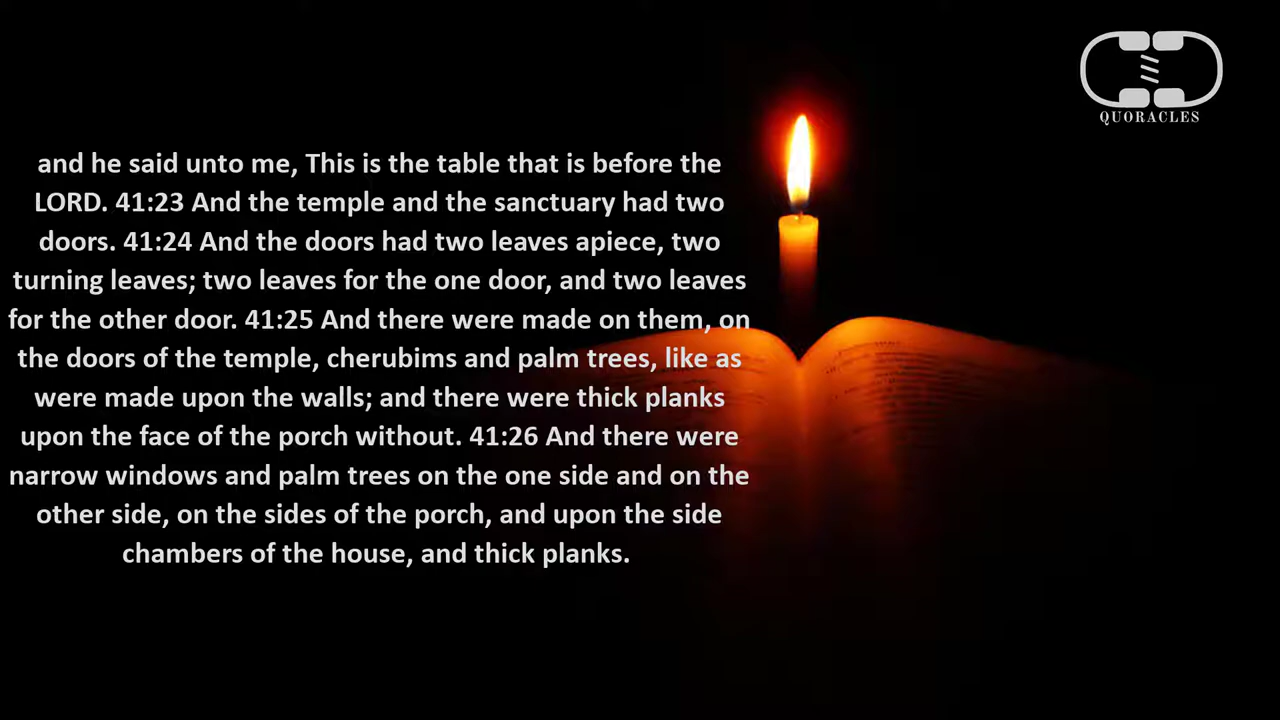 QUORACLES
and he said unto me, This is the table that is before the
LORD. 41:23 And the temple and the sanctuary had two
doors. 41:24 And the doors had two leaves apiece, two
turning leaves; two leaves for the one door, and two leaves
for the other door. 41:25 And there were made on them, on
the doors of the temple, cherubims and palm trees, like as
were made upon the walls; and there were thick planks
upon the face of the porch without. 41:26 And there were
narrow windows and palm trees on the one side and on the
other side, on the sides of the porch, and upon the side
chambers of the house, and thick planks.